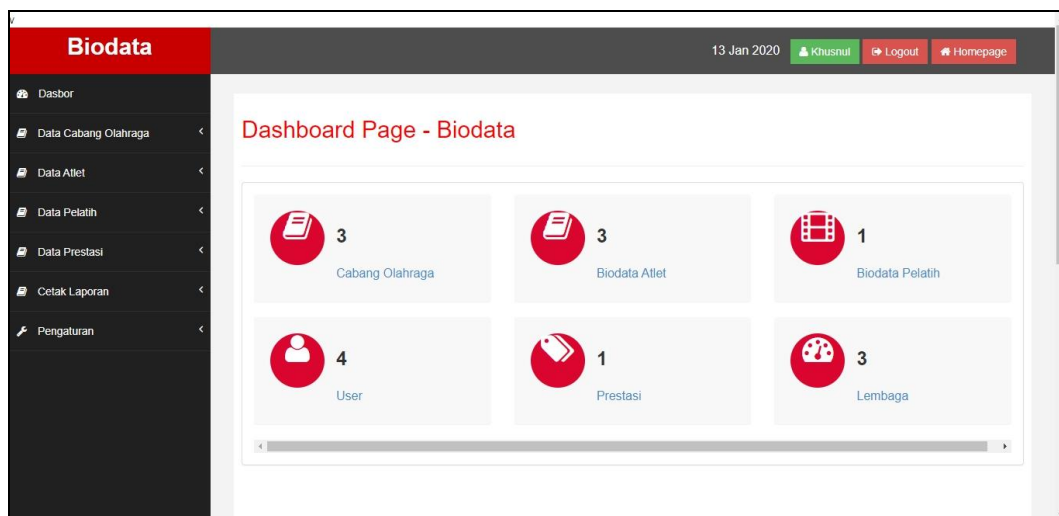 v
Biodata
13 Jan 2020 Khusnul Logout Homepage
Dasbor
Data Cabang Olahraga
Data Atlet
Data Pelatih
Data Prestasi
Cetak Laporan
Pengaturan
Dashboard Page - Biodata
3
Cabang Olahraga
3
Biodata Atlet
1
Biodata Pelatih
4
User
1
Prestasi
3
Lembaga